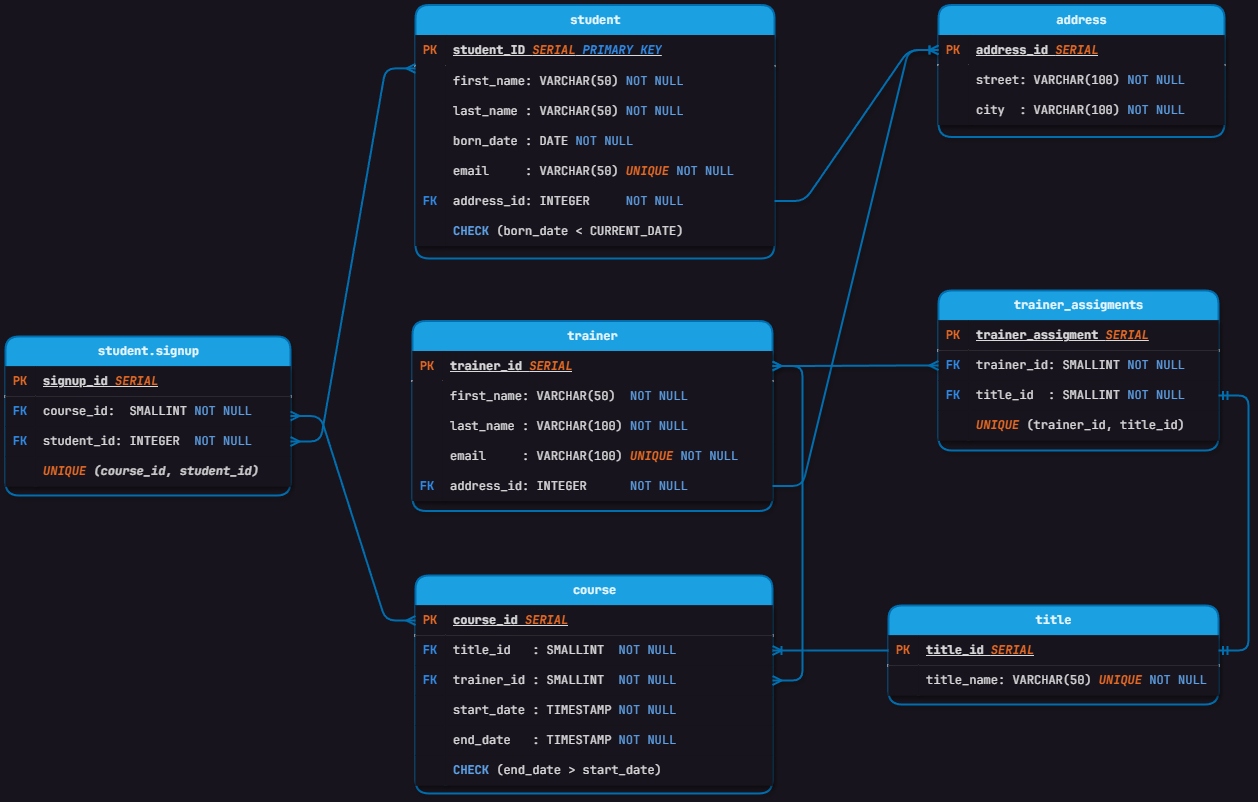 student
PK student_ID SERIAL PRIMARY KEY
first_name: VARCHAR(50) NOT NULL
last_name : VARCHAR(50) NOT NULL
born_date : DATE NOT NULL
email : VARCHAR(50) UNIQUE NOT NULL
FK address_id: INTEGER NOT NULL
CHECK (born_date < CURRENT_DATE)
address
PK address_id SERIAL
street: VARCHAR(100) NOT NULL
city : VARCHAR(100) NOT NULL
student.signup
PK signup_id SERIAL
FK course_id: SMALLINT NOT NULL
FK student_id: INTEGER NOT NULL
UNIQUE (course_id, student_id)
trainer
PK trainer_id SERIAL
first_name: VARCHAR(50) NOT NULL
last_name : VARCHAR(100) NOT NULL
email : VARCHAR(100) UNIQUE NOT NULL
FK address_id: INTEGER NOT NULL
trainer_assigments
PK trainer_assigment SERIAL
FK trainer_id: SMALLINT NOT NULL
FK title_id : SMALLINT NOT NULL
UNIQUE (trainer_id, title_id)
course
PK course_id SERIAL
FK title_id : SMALLINT NOT NULL
FK trainer_id : SMALLINT NOT NULL
start_date : TIMESTAMP NOT NULL
end_date : TIMESTAMP NOT NULL
CHECK (end_date > start_date)
title
PK title_id SERIAL
title_name: VARCHAR(50) UNIQUE NOT NULL